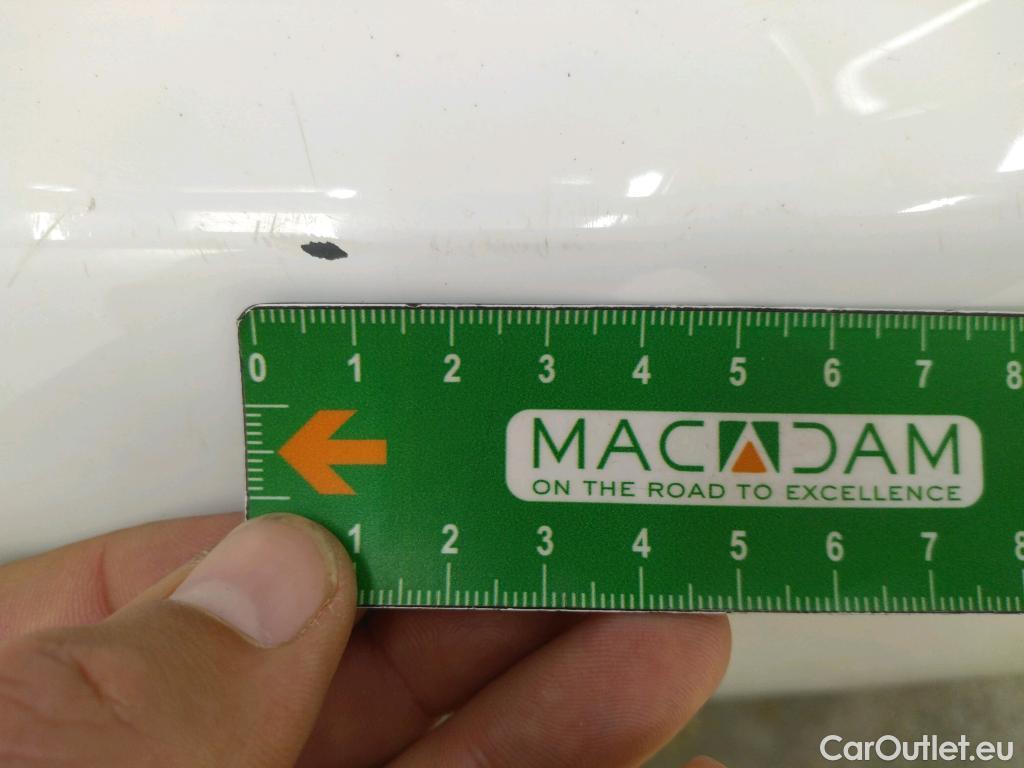 0 1 2 3 4 5 6 7 8
MACADAM
ON THE ROAD TO EXCELLENCE
1 2 3 4 5 6 7 8
CarOutlet.eu